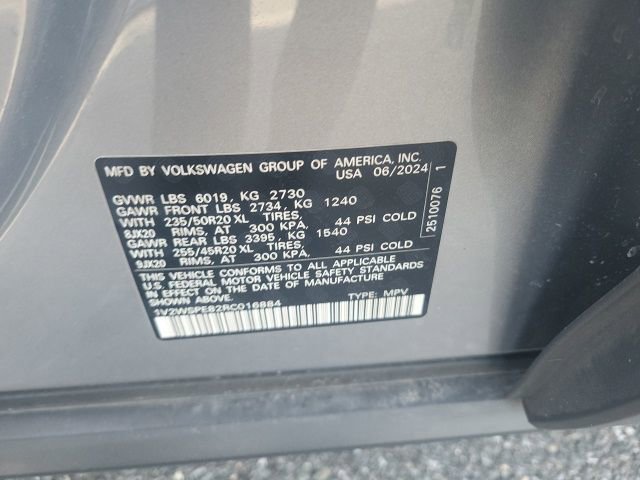 MFD BY VOLKSWAGEN GROUP OF AMERICA, INC.
USA 06/2024
GVWR LBS 6019, KG 2730
GAWR FRONT LBS 2734, KG 1240
WITH 235/50R20 XL TIRES,
8JX20 RIMS, AT 300 KPA, 44 PSI COLD
GAWR REAR LBS 3395, KG 1540
WITH 255/45R20 XL TIRES,
9JX20 RIMS, AT 300 KPA, 44 PSI COLD
THIS VEHICLE CONFORMS TO ALL APPLICABLE
U.S. FEDERAL MOTOR VEHICLE SAFETY STANDARDS
IN EFFECT ON THE DATE OF MANUFACTURE
SHOWN ABOVE.
1V2WSPE82RC016884 TYPE: MPV
2510076 1